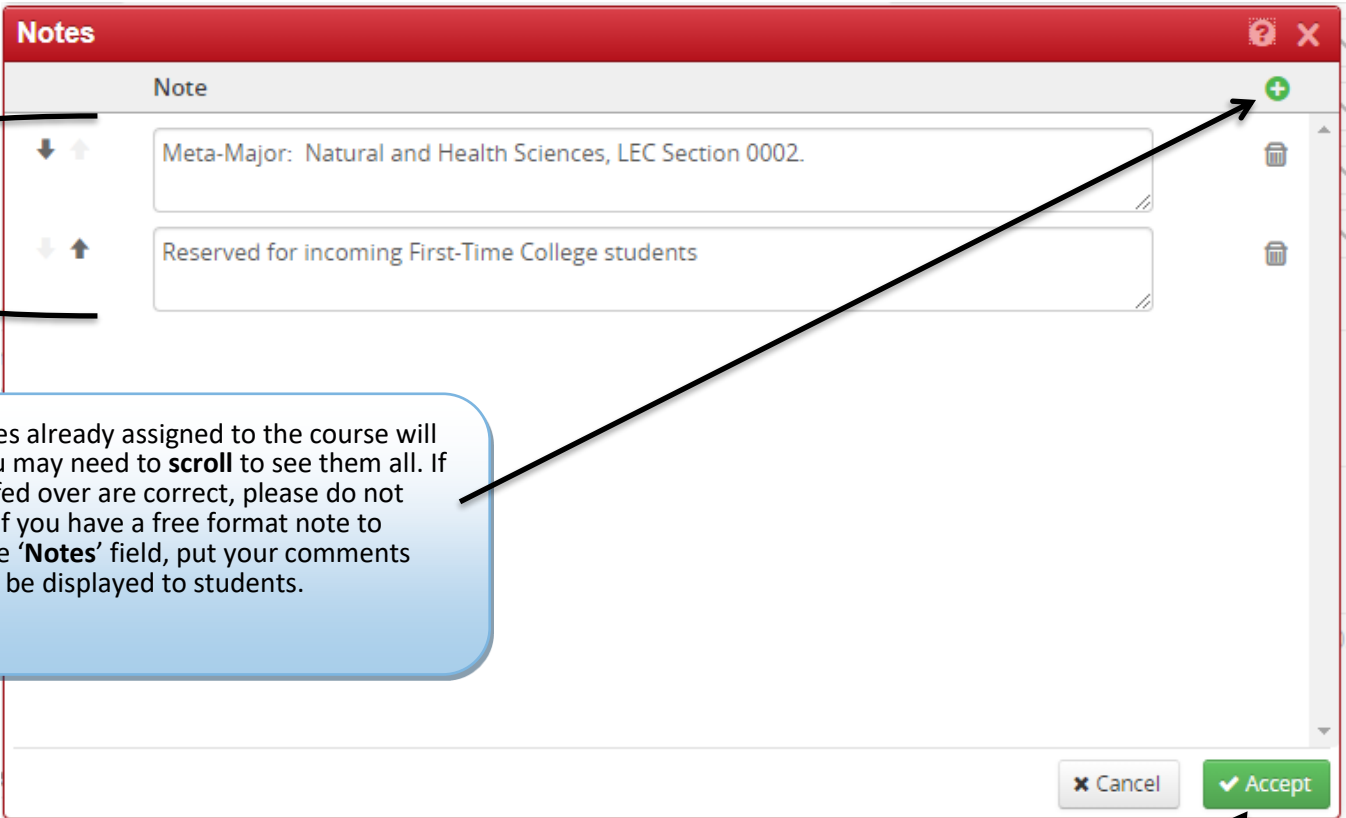 Notes
Note
Meta-Major: Natural and Health Sciences, LEC Section 0002.
Reserved for incoming First-Time College students
already assigned to the course will
may need to scroll to see them all. If
over are correct, please do not
f you have a free format note to
‘Notes’ field, put your comments
be displayed to students.
Cancel
Accept